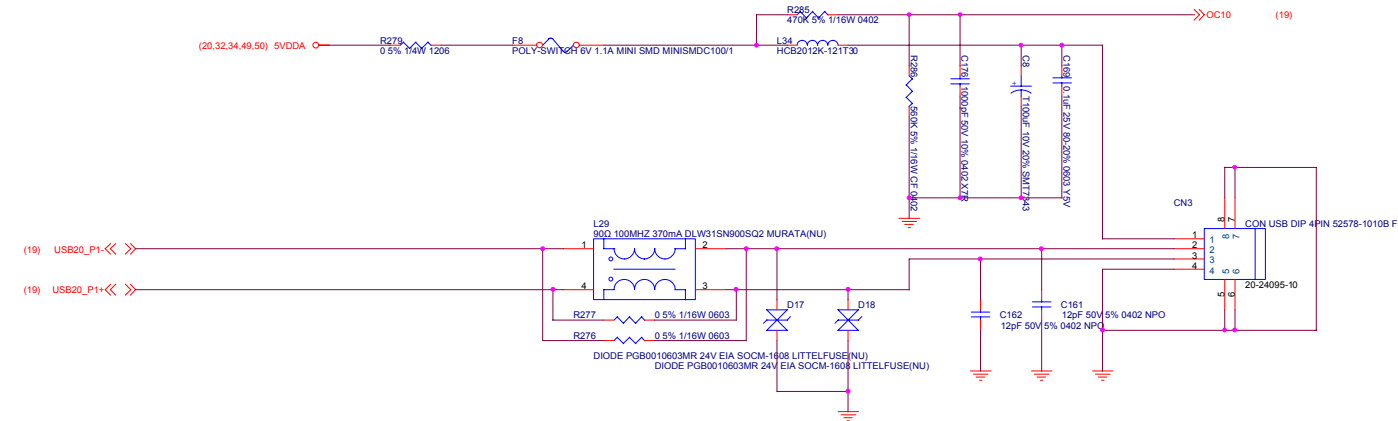 R285
470K 5% 1/16W 0402
OC10
(19)
(20,32,34,49,50) 5VDDA
R279
0 5% 1/4W 1206
F8
POLY-SWITCH 6V 1.1A MINI SMD MINISMDC100/1
L34
HCB2012K-121T30
R286
560K 5% 1/16W CF 0402
C176
1000pF 50V 10% 0402 X7R
C8
+
T100uF 10V 20% SMT7343
C169
0.1uF 25V 80-20% 0603 Y5V
CN3
CON USB DIP 4PIN 52578-1010B F
8 7
8 7
1 1
2 2
3 3
4 4
5 6
5 6
20-24095-10
L29
90Ω 100MHZ 370mA DLW31SN900SQ2 MURATA(NU)
(19) USB20_P1-
1 2
(19) USB20_P1+
4 3
R277 0 5% 1/16W 0603
R276 0 5% 1/16W 0603
D17
D18
DIODE PGB0010603MR 24V EIA SOCM-1608 LITTELFUSE(NU)
DIODE PGB0010603MR 24V EIA SOCM-1608 LITTELFUSE(NU)
C161
12pF 50V 5% 0402 NPO
C162
12pF 50V 5% 0402 NPO